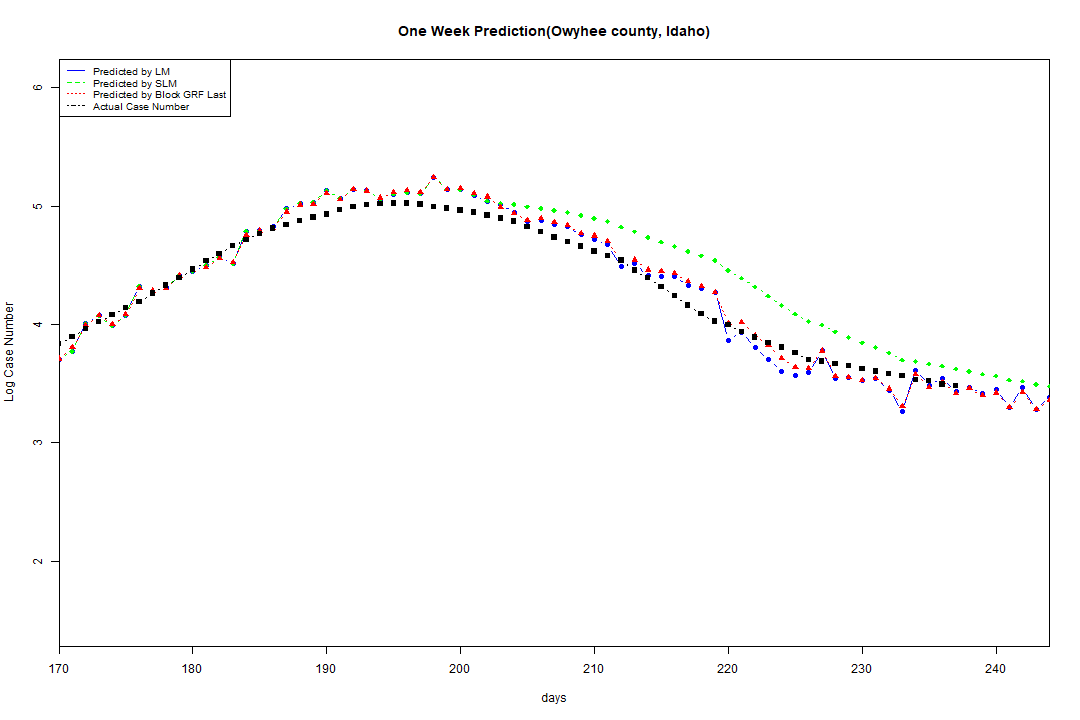 One Week Prediction(Owyhee county, Idaho)
Predicted by LM
Predicted by SLM
Predicted by Block GRF Last
Actual Case Number
6
5
4
3
2
Log Case Number
170 180 190 200 210 220 230 240
days